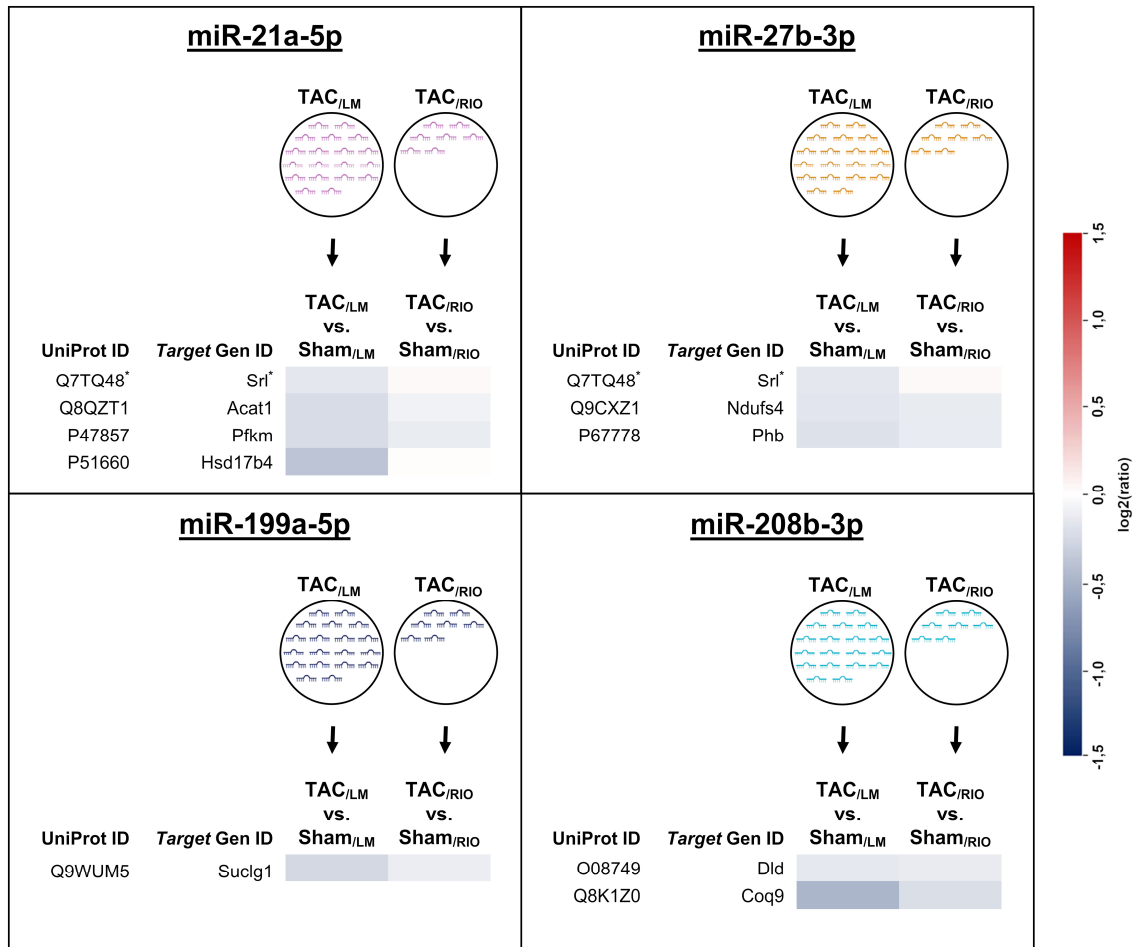 miR-21a-5p
TAC/LM TAC/RIO
TAC/LM TAC/RIO
vs. vs.
UniProt ID Target Gen ID Sham/LM Sham/RIO
Q7TQ48* Srl*
Q8QZT1 Acat1
P47857 Pfkm
P51660 Hsd17b4
miR-27b-3p
TAC/LM TAC/RIO
TAC/LM TAC/RIO
vs. vs.
UniProt ID Target Gen ID Sham/LM Sham/RIO
Q7TQ48* Srl*
Q9CXZ1 Ndufs4
P67778 Phb
miR-199a-5p
TAC/LM TAC/RIO
TAC/LM TAC/RIO
vs. vs.
UniProt ID Target Gen ID Sham/LM Sham/RIO
Q9WUM5 Suclg1
miR-208b-3p
TAC/LM TAC/RIO
TAC/LM TAC/RIO
vs. vs.
UniProt ID Target Gen ID Sham/LM Sham/RIO
O08749 Dld
Q8K1Z0 Coq9
1,5
1,0
0,5
0,0
-0,5
-1,0
-1,5
log2(ratio)